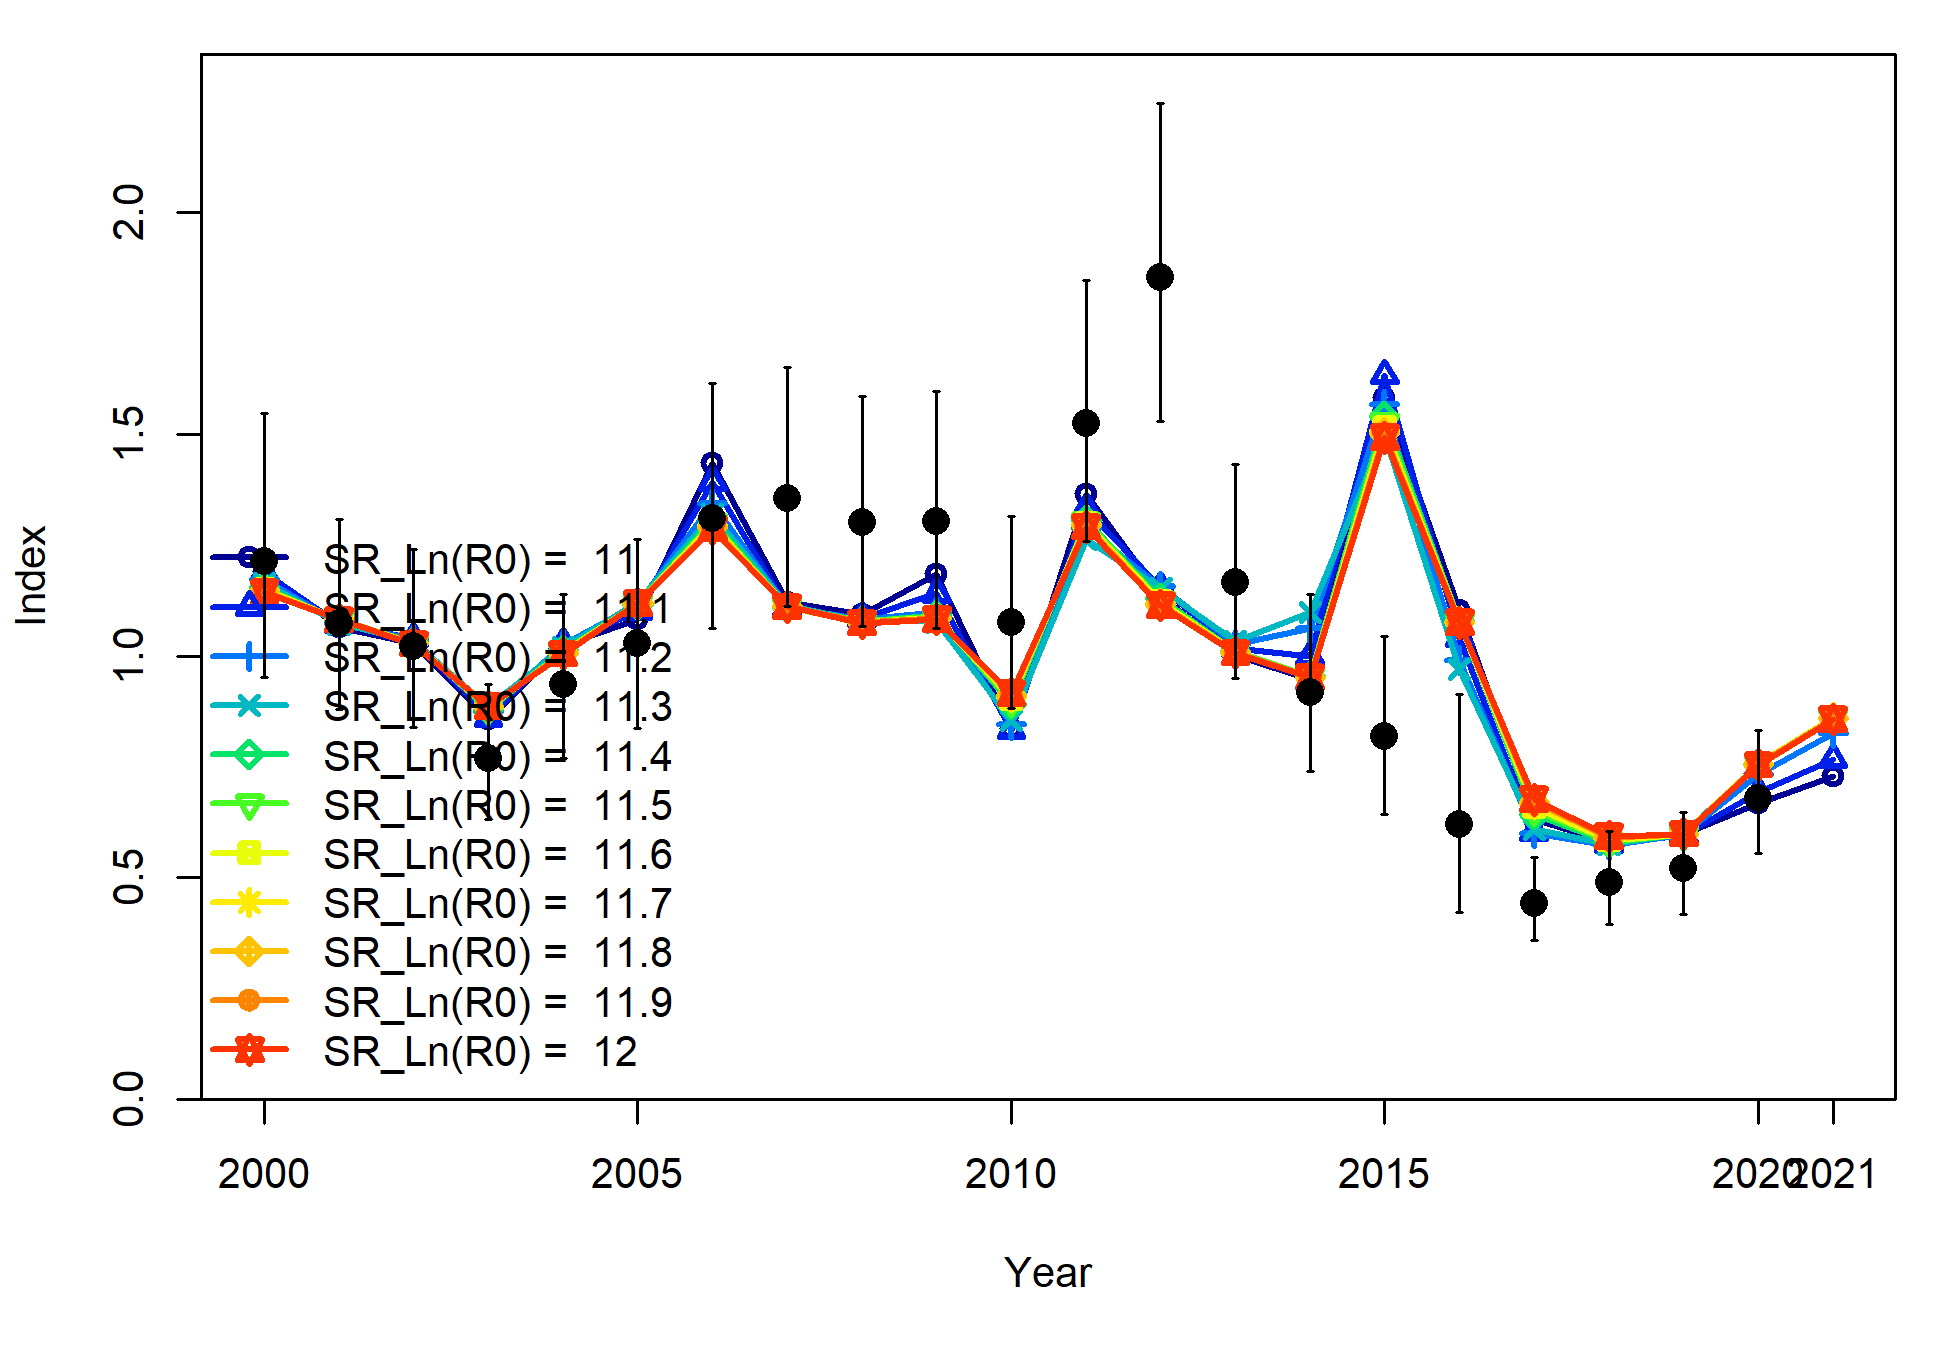 2.0
1.5
1.0
0.5
0.0
Index
SR_Ln(R0) = 11
SR_Ln(R0) = 11.1
SR_Ln(R0) = 11.2
SR_Ln(R0) = 11.3
SR_Ln(R0) = 11.4
SR_Ln(R0) = 11.5
SR_Ln(R0) = 11.6
SR_Ln(R0) = 11.7
SR_Ln(R0) = 11.8
SR_Ln(R0) = 11.9
SR_Ln(R0) = 12
2000 2005 2010 2015 2020 2021
Year